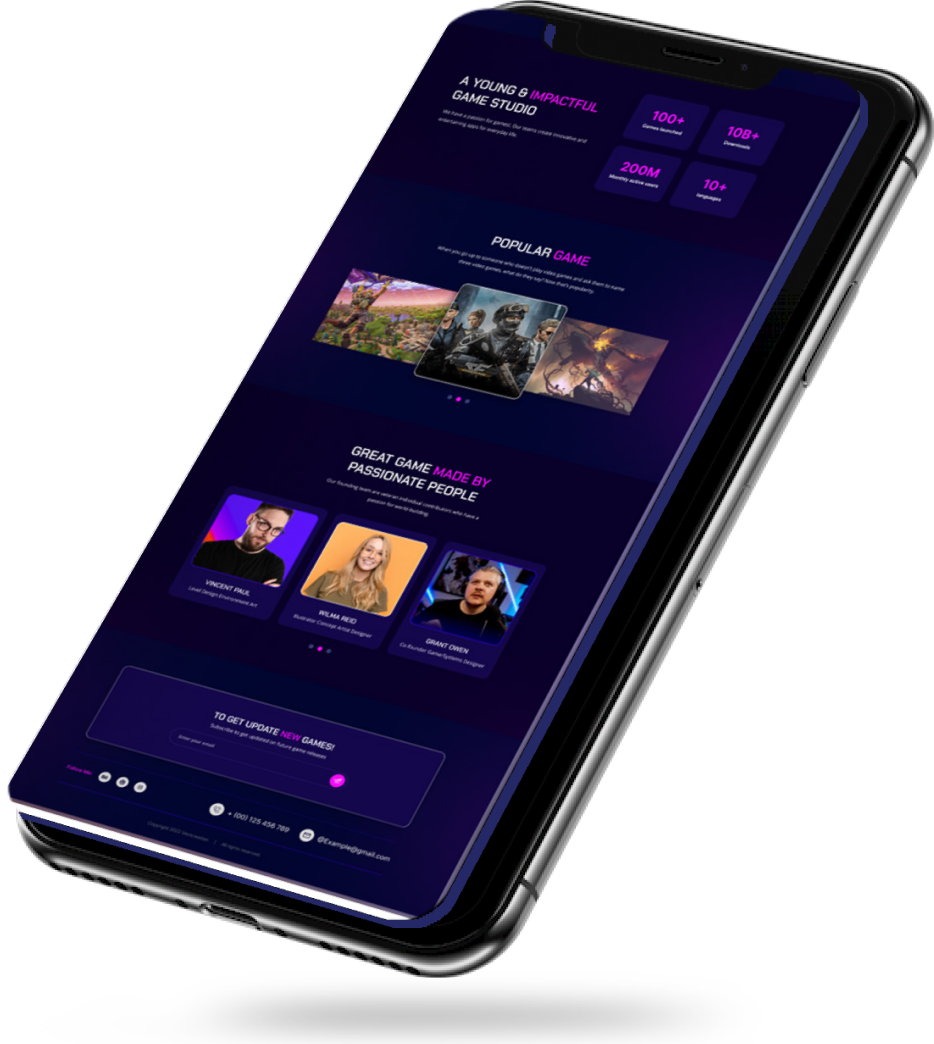 A YOUNG & IMPACTFUL
GAME STUDIO
We have a passion for games!. Our teams create innovative and
entertaining apps for everyday life.
100+
Games launched
10B+
Downloads
200M
Monthly active users
10+
languages
POPULAR GAME
When you go up to someone who doesn't play video games and ask them to name
three video games, what do they say? Now that's popularity.
GREAT GAME MADE BY
PASSIONATE PEOPLE
Our founding team are veteran individual contributors who have a
passion for world-building.
VINCENT PAUL
Level Design Environment Art
WILMA REID
Illustrator Concept Artist Designer
GRANT OWEN
Co-founder Game/Systems Designer
TO GET UPDATE NEW GAMES!
Subscribe to get updated on future game releases
Enter your email
Follow Me:
+ (00) 125 456 789
@Example@gmail.com
Copyright 2022 | All rights reserved